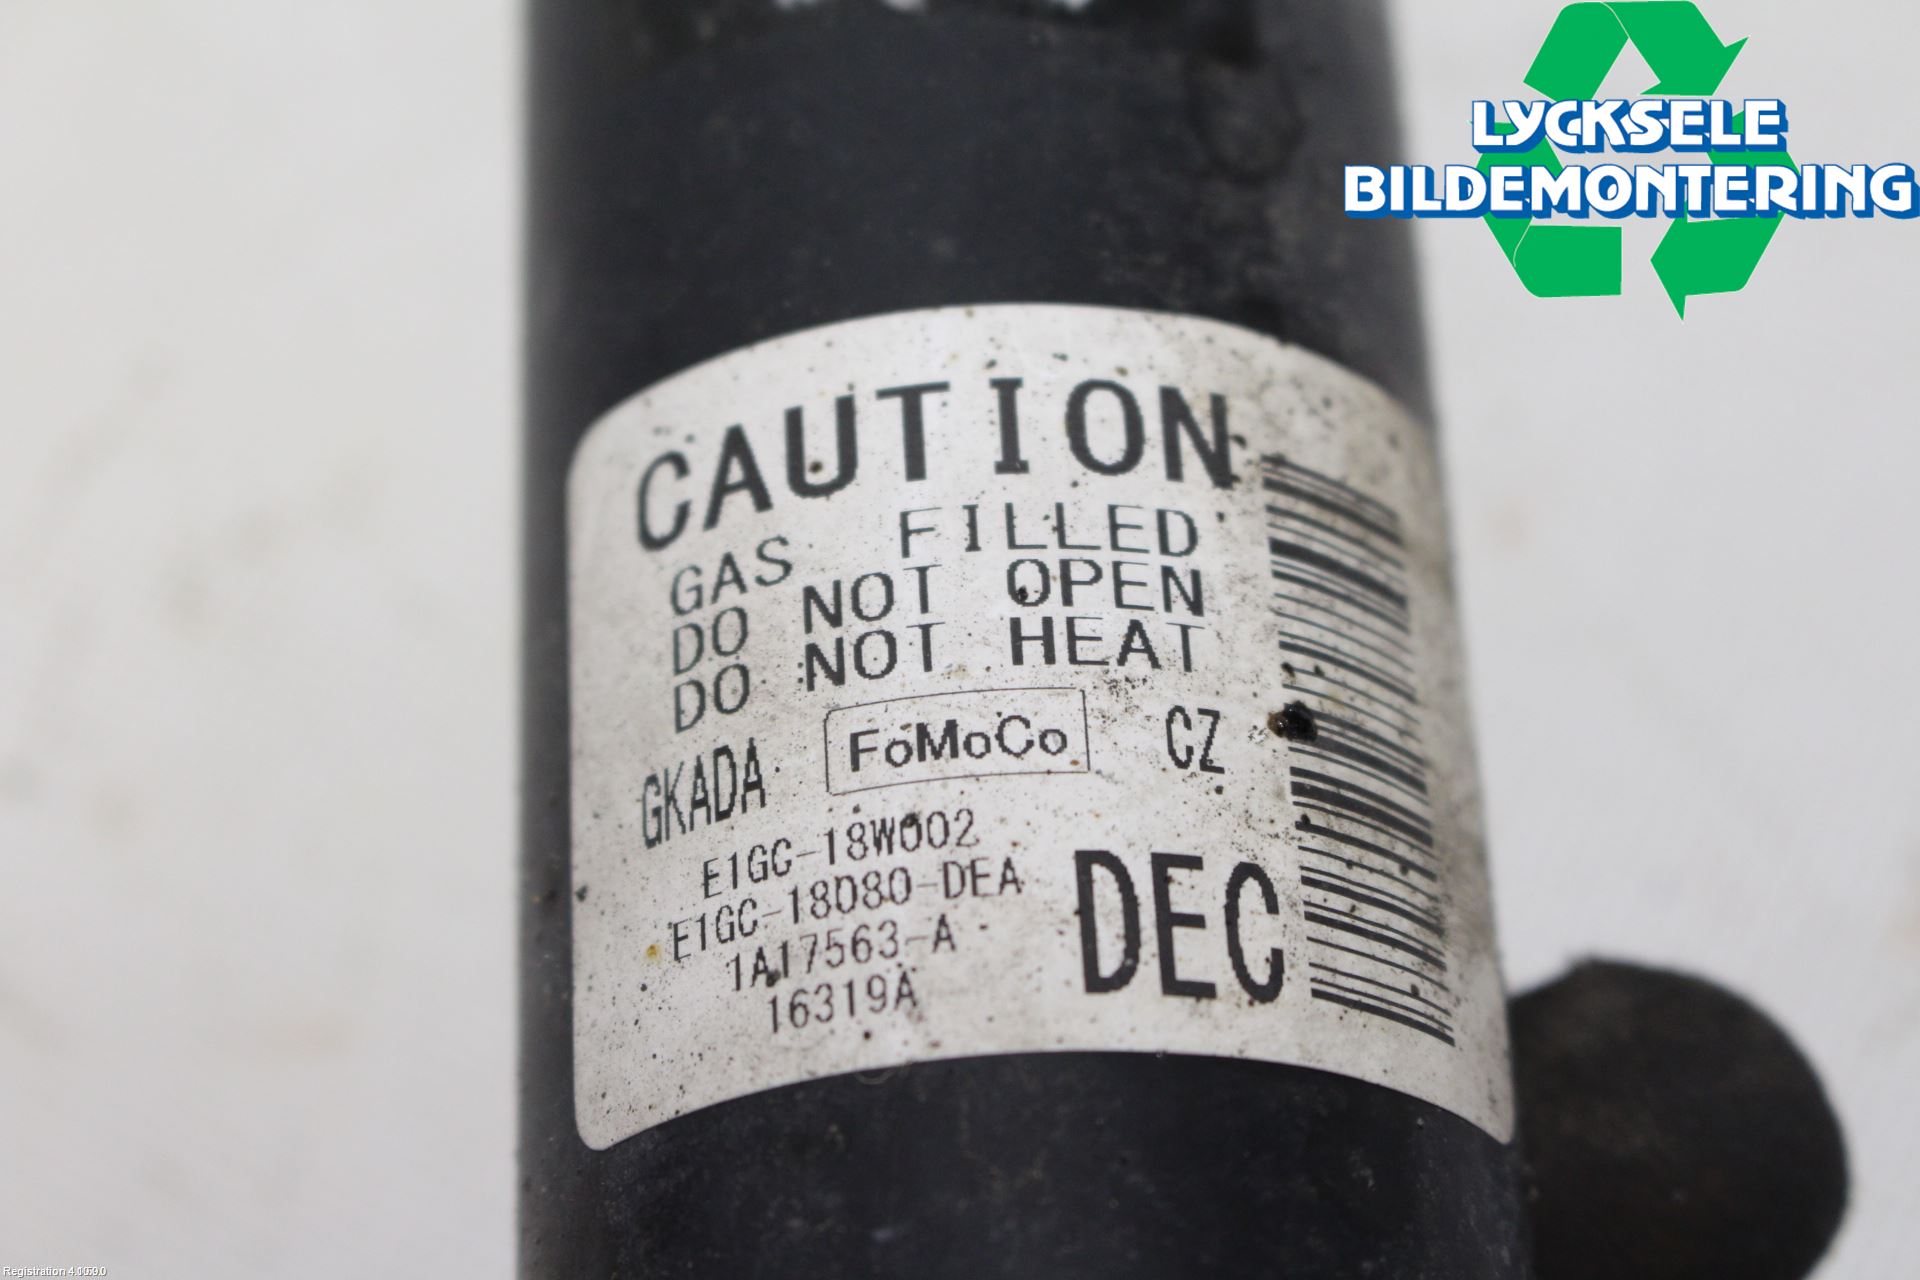 LYCKSELE
BILDEMONTERING
CAUTION
GAS FILLED
DO NOT OPEN
DO NOT HEAT
GKADA FoMoCo CZ
E1GC-18W002
E1GC-18080-DEA
1A17563-A
16319A
DEC
Registration